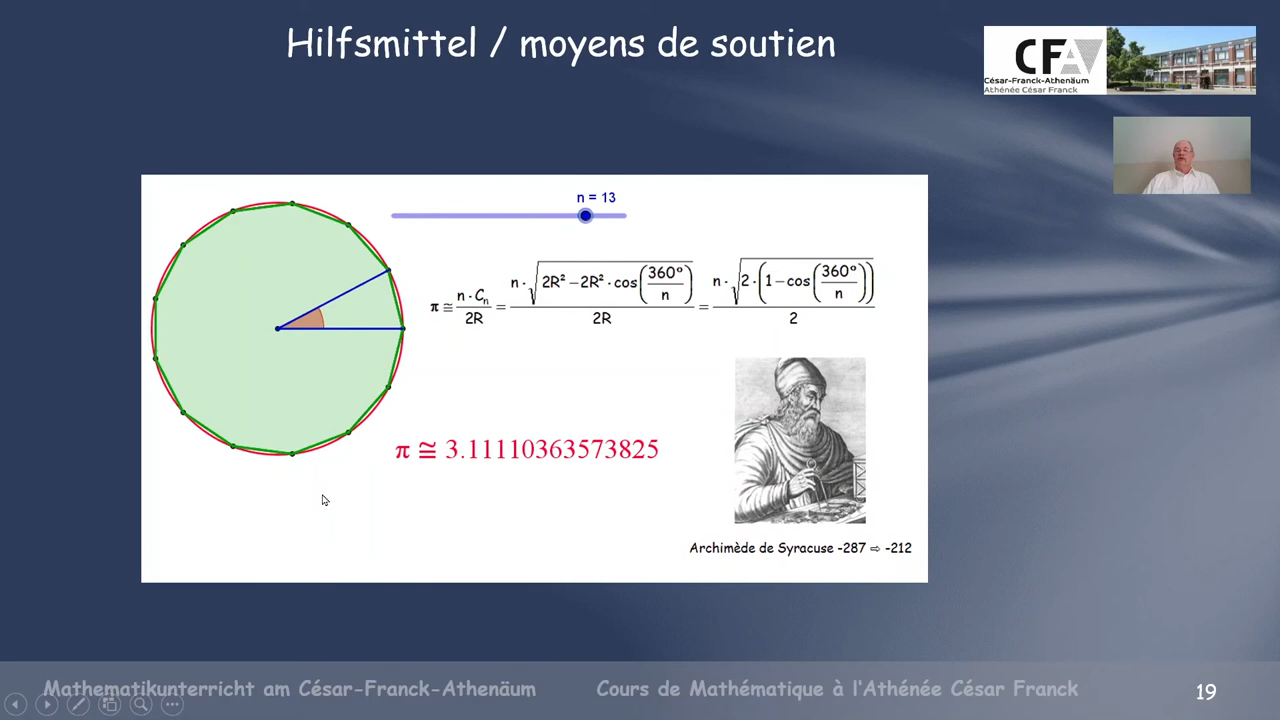 Hilfsmittel / moyens de soutien
CFA
César-Franck-Athenäum
Athénée César Franck
n = 13
π ≅ n · Cₙ / 2R = n · √(2R² − 2R² · cos(360° / n)) / 2R = n · √(2 · (1 − cos(360° / n))) / 2
π ≅ 3.11110363573825
Archimède de Syracuse -287 ⇨ -212
Mathematikunterricht am César-Franck-Athenäum Cours de Mathématique à l'Athénée César Franck
19